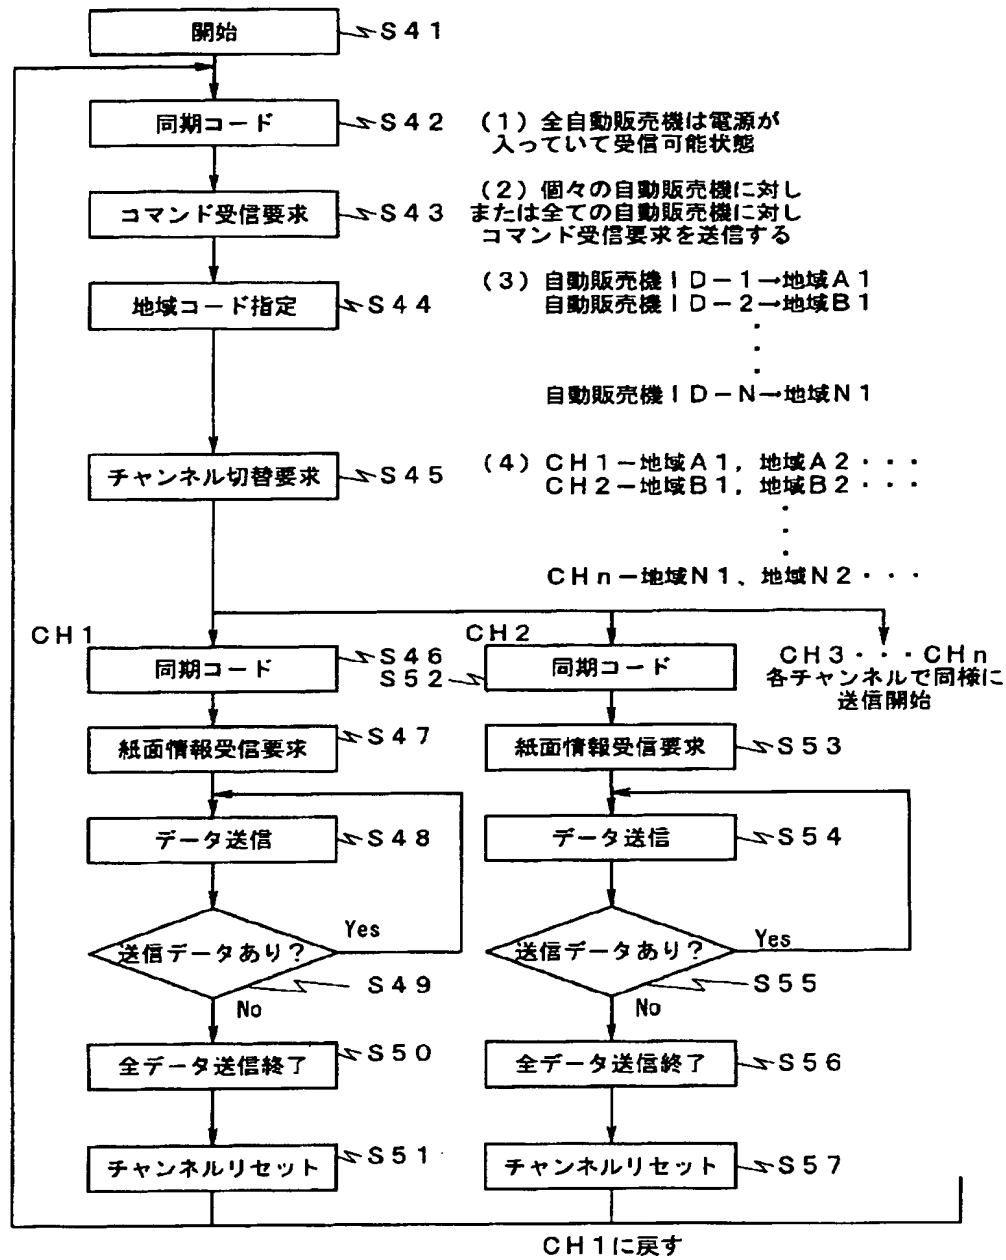 開始
S41
同期コード
S42
(1)全自動販売機は電源が
入っていて受信可能状態
コマンド受信要求
S43
(2)個々の自動販売機に対し
または全ての自動販売機に対し
コマンド受信要求を送信する
地域コード指定
S44
(3)自動販売機ID-1→地域A1
自動販売機ID-2→地域B1
・
・
・
自動販売機ID-N→地域N1
チャンネル切替要求
S45
(4)CH1-地域A1,地域A2・・・
CH2-地域B1,地域B2・・・
・
・
・
CHn-地域N1、地域N2・・・
CH1
同期コード
S46
紙面情報受信要求
S47
データ送信
S48
送信データあり?
Yes
S49
No
全データ送信終了
S50
チャンネルリセット
S51
CH2
S52
同期コード
紙面情報受信要求
S53
データ送信
S54
送信データあり?
Yes
S55
No
全データ送信終了
S56
チャンネルリセット
S57
CH3・・・CHn
各チャンネルで同様に
送信開始
CH1に戻す